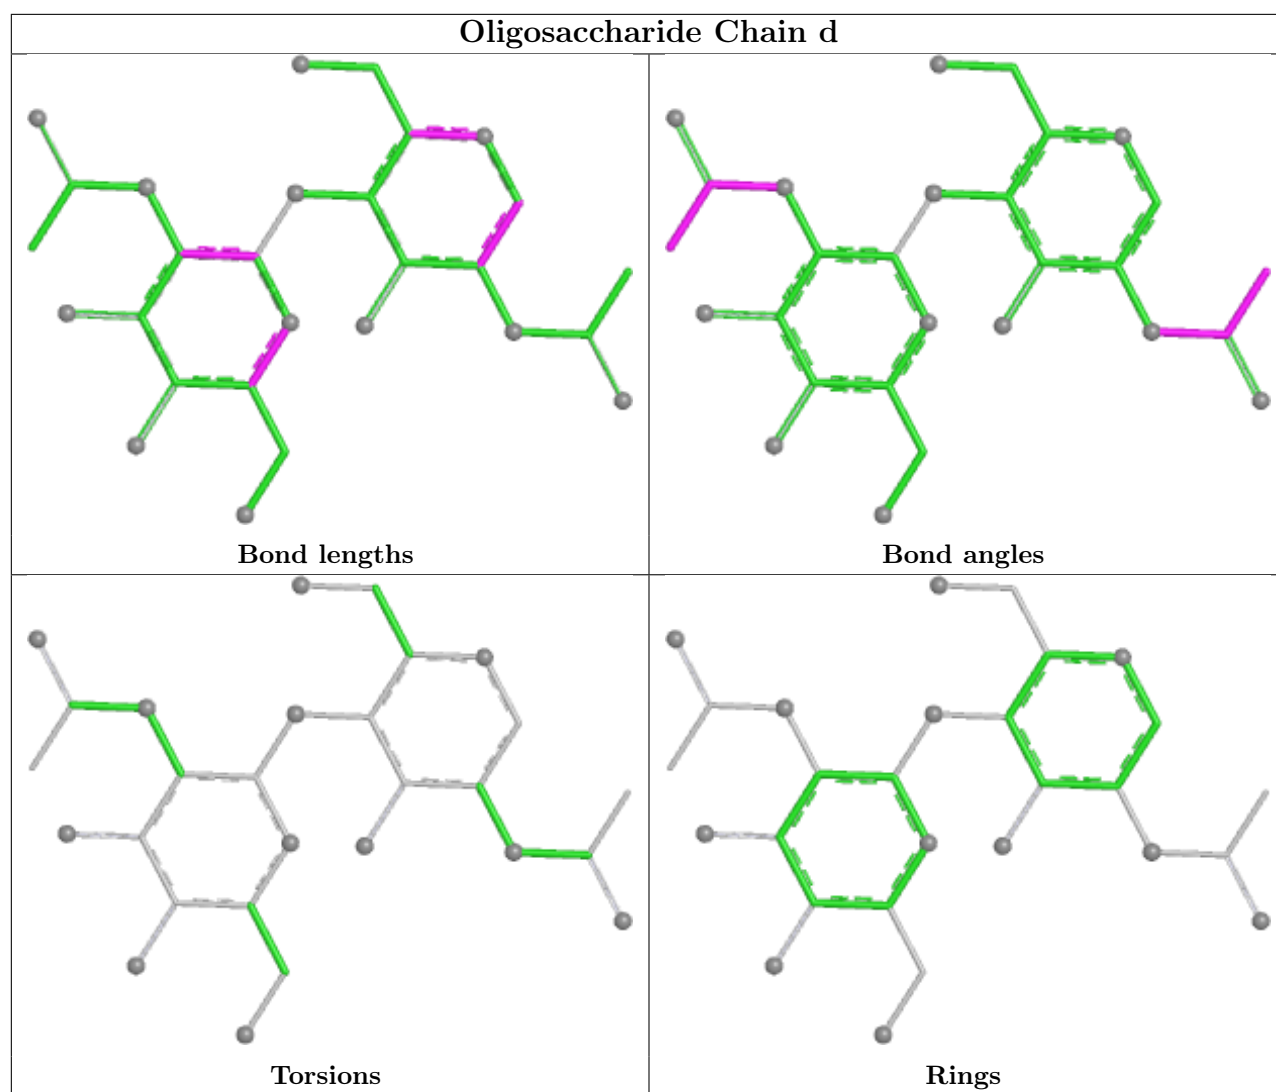 Oligosaccharide Chain d
Bond lengths
Bond angles
Torsions
Rings